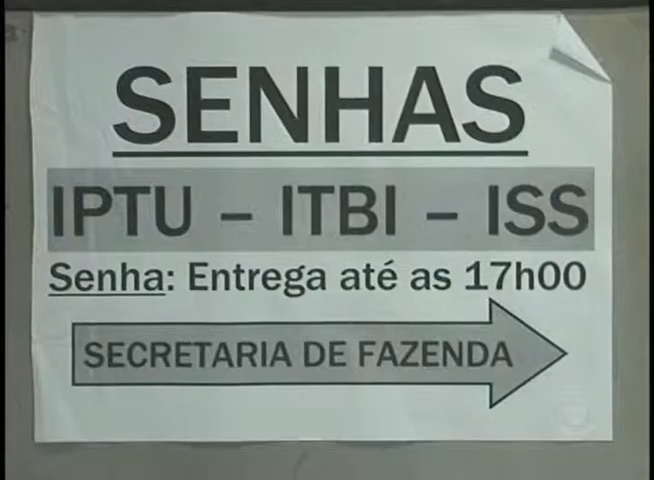 SENHAS
IPTU – ITBI – ISS
Senha: Entrega até as 17h00
SECRETARIA DE FAZENDA